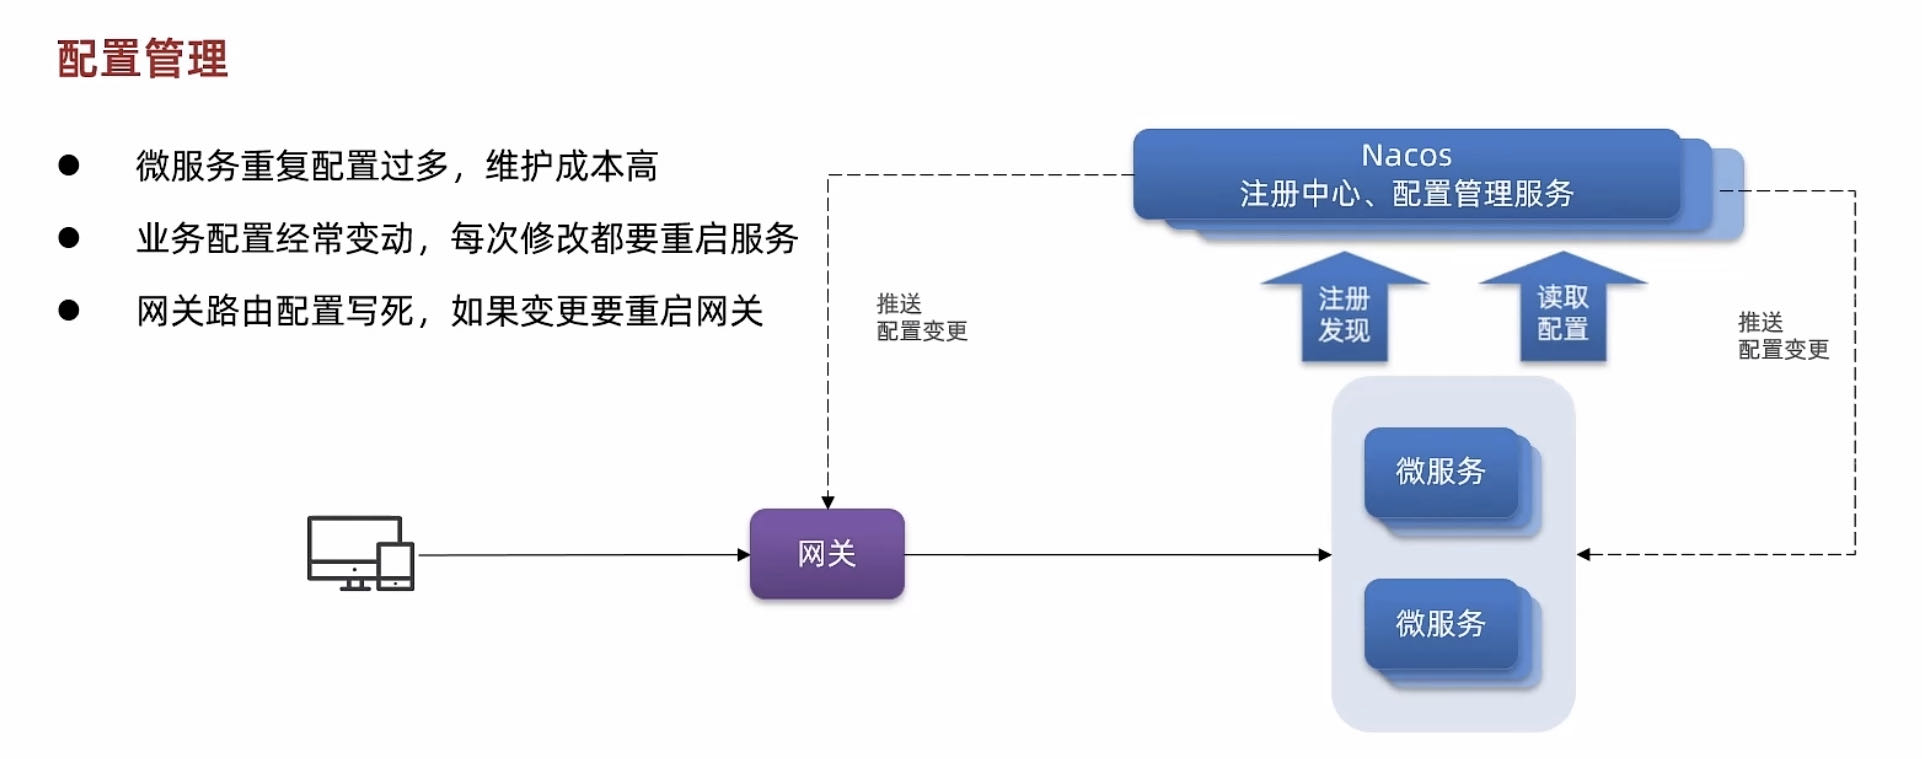 配置管理
微服务重复配置过多，维护成本高
业务配置经常变动，每次修改都要重启服务
网关路由配置写死，如果变更要重启网关
Nacos
注册中心、配置管理服务
推送
配置变更
注册
发现
读取
配置
推送
配置变更
微服务
网关
微服务